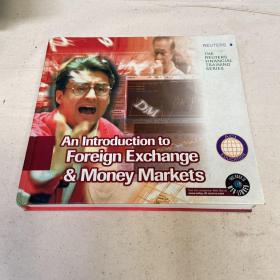 REUTERS
THE
REUTERS
FINANCIAL
TRAINING
SERIES
DM
An Introduction to
Foreign Exchange
& Money Markets